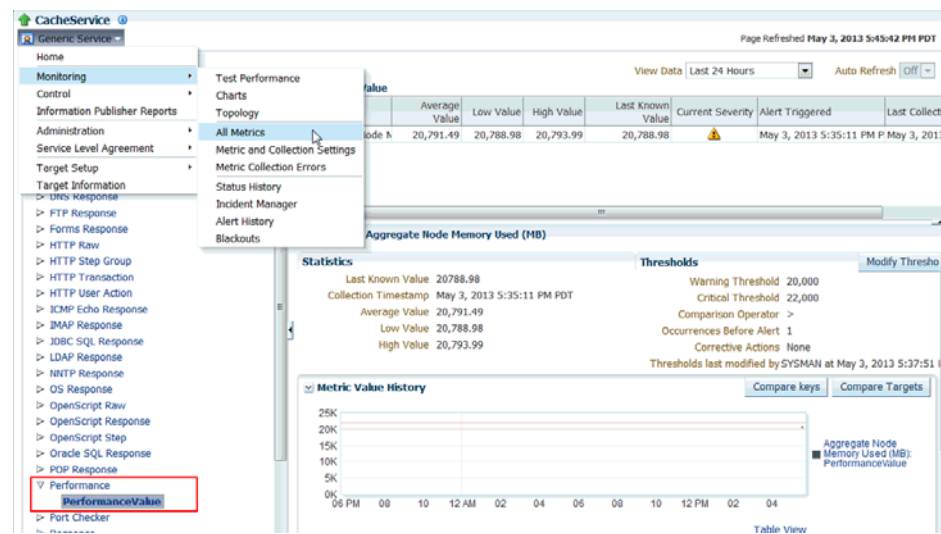 CacheService
Generic Service
Page Refreshed May 3, 2013 5:45:42 PM PDT
Home
Monitoring
Control
Information Publisher Reports
Administration
Service Level Agreement
Target Setup
Target Information
Test Performance
Charts
Topology
All Metrics
Metric and Collection Settings
Metric Collection Errors
Status History
Incident Manager
Alert History
Blackouts
View Data Last 24 Hours
Auto Refresh Off
Average Value
Low Value
High Value
Last Known Value
Current Severity
Alert Triggered
Last Collect
20,791.49 20,788.98 20,793.99 20,788.98 May 3, 2013 5:35:11 PM P May 3, 201
DNS Response
FTP Response
Forms Response
HTTP Raw
HTTP Step Group
HTTP Transaction
HTTP User Action
ICMP Echo Response
IMAP Response
JDBC SQL Response
LDAP Response
NNTP Response
OS Response
OpenScript Raw
OpenScript Response
OpenScript Step
Oracle SQL Response
POP Response
Performance
PerformanceValue
Port Checker
Aggregate Node Memory Used (MB)
Statistics
Last Known Value 20788.98
Collection Timestamp May 3, 2013 5:35:11 PM PDT
Average Value 20,791.49
Low Value 20,788.98
High Value 20,793.99
Thresholds
Modify Thresho
Warning Threshold 20,000
Critical Threshold 22,000
Comparison Operator >
Occurrences Before Alert 1
Corrective Actions None
Thresholds last modified by SYSMAN at May 3, 2013 5:37:51
Metric Value History
Compare keys
Compare Targets
25K
20K
15K
10K
5K
0K
06 PM 08 10 12 AM 02 04 06 08 10 12 PM 02 04
Aggregate Node
Memory Used (MB):
PerformanceValue
Table View